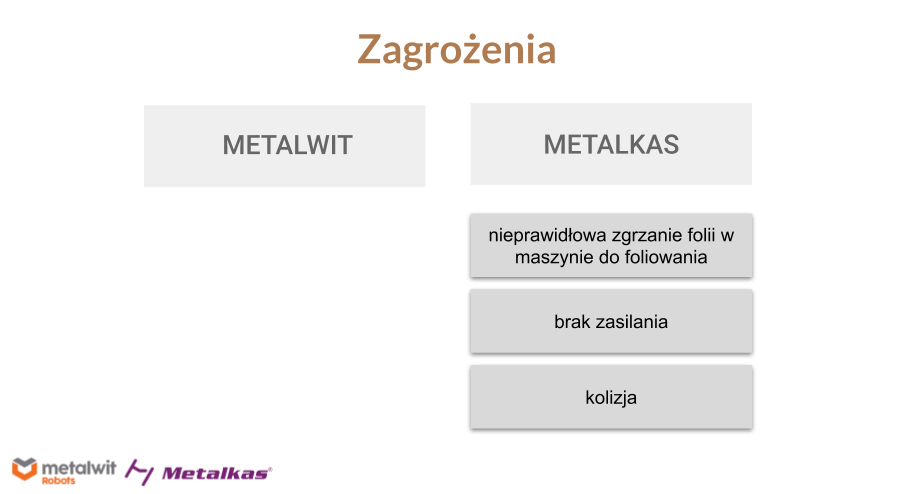 Zagrożenia
METALWIT
METALKAS
nieprawidłowa zgrzanie folii w
maszynie do foliowania
brak zasilania
kolizja
metalwit
Robots
Metalkas®